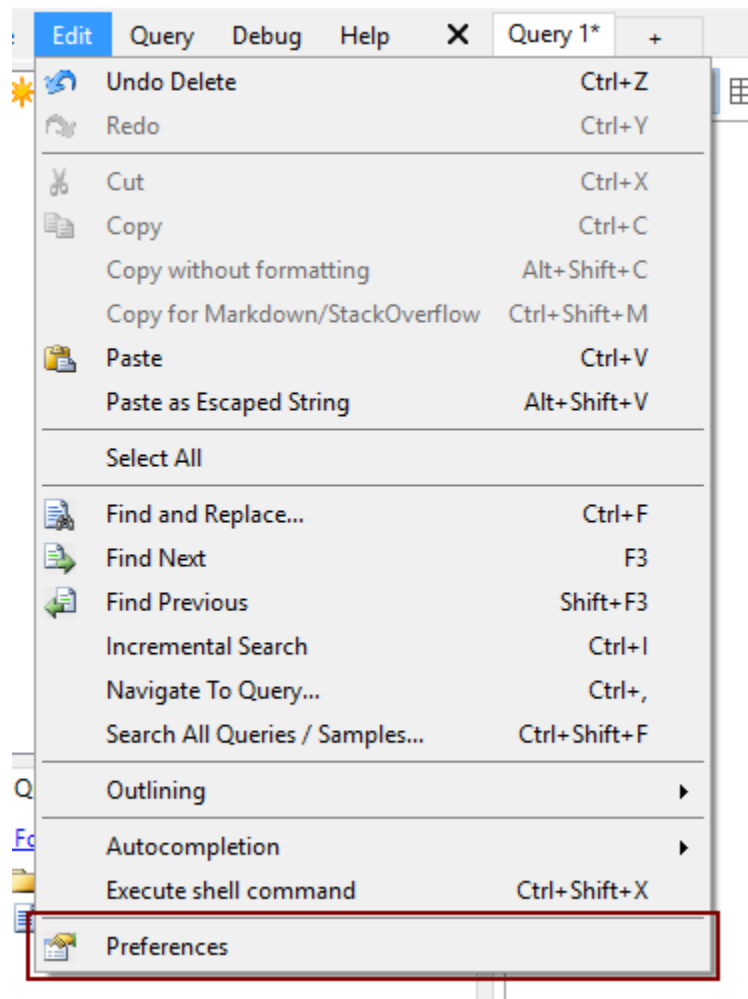 Edit Query Debug Help Query 1* +
Undo Delete Ctrl+Z
Redo Ctrl+Y
Cut Ctrl+X
Copy Ctrl+C
Copy without formatting Alt+Shift+C
Copy for Markdown/StackOverflow Ctrl+Shift+M
Paste Ctrl+V
Paste as Escaped String Alt+Shift+V
Select All
Find and Replace... Ctrl+F
Find Next F3
Find Previous Shift+F3
Incremental Search Ctrl+I
Navigate To Query... Ctrl+,
Search All Queries / Samples... Ctrl+Shift+F
Outlining
Autocompletion
Execute shell command Ctrl+Shift+X
Preferences